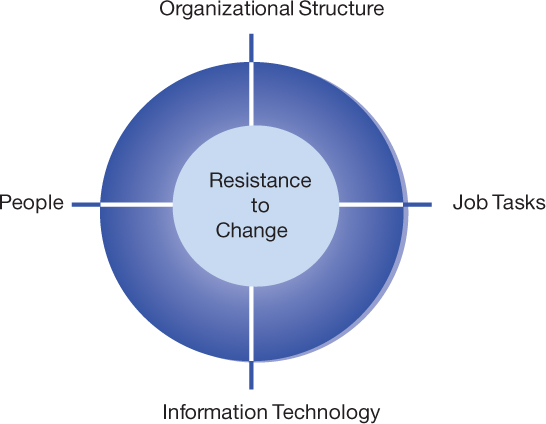 Organizational Structure
People
Resistance
to
Change
Job Tasks
Information Technology